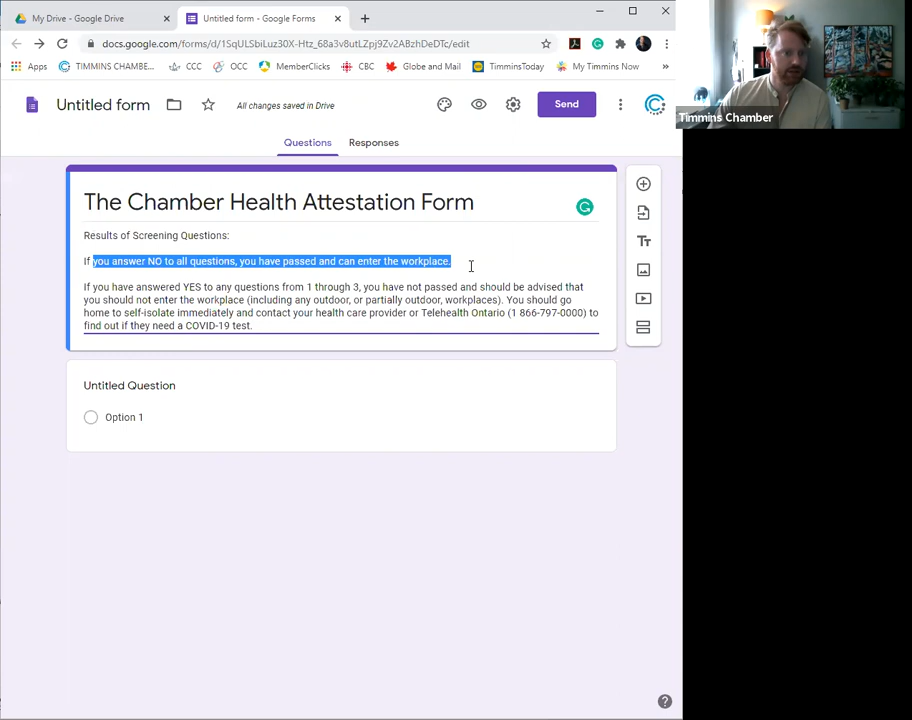 My Drive - Google Drive
Untitled form - Google Forms
docs.google.com/forms/d/1SqULSbiLuz30X-Htz_68a3v8utLZpj9Zv2ABzhDeDTc/edit
Apps
TIMMINS CHAMBE...
CCC
OCC
MemberClicks
CBC
Globe and Mail
TimminsToday
My Timmins Now
»
Untitled form
All changes saved in Drive
Send
Timmins Chamber
Questions
Responses
The Chamber Health Attestation Form
Results of Screening Questions:
If you answer NO to all questions, you have passed and can enter the workplace.
If you have answered YES to any questions from 1 through 3, you have not passed and should be advised that
you should not enter the workplace (including any outdoor, or partially outdoor, workplaces). You should go
home to self-isolate immediately and contact your health care provider or Telehealth Ontario (1 866-797-0000) to
find out if they need a COVID-19 test.
Untitled Question
Option 1